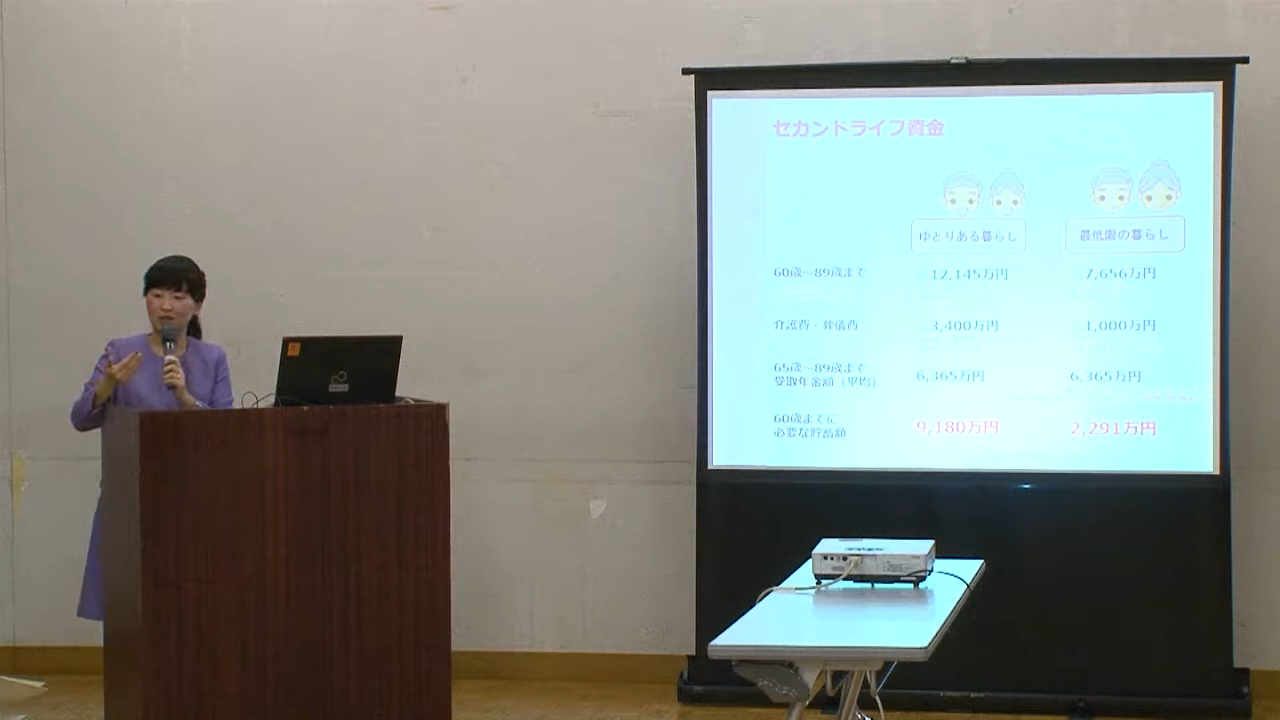 セカンドライフ資金
ゆとりある暮らし 最低限の暮らし
60歳～89歳まで 12,145万円 7,656万円
介護費・葬儀費 3,400万円 1,000万円
65歳～89歳まで
受取年金額（平均） 6,365万円 6,365万円
60歳までに
必要な貯蓄額 9,180万円 2,291万円